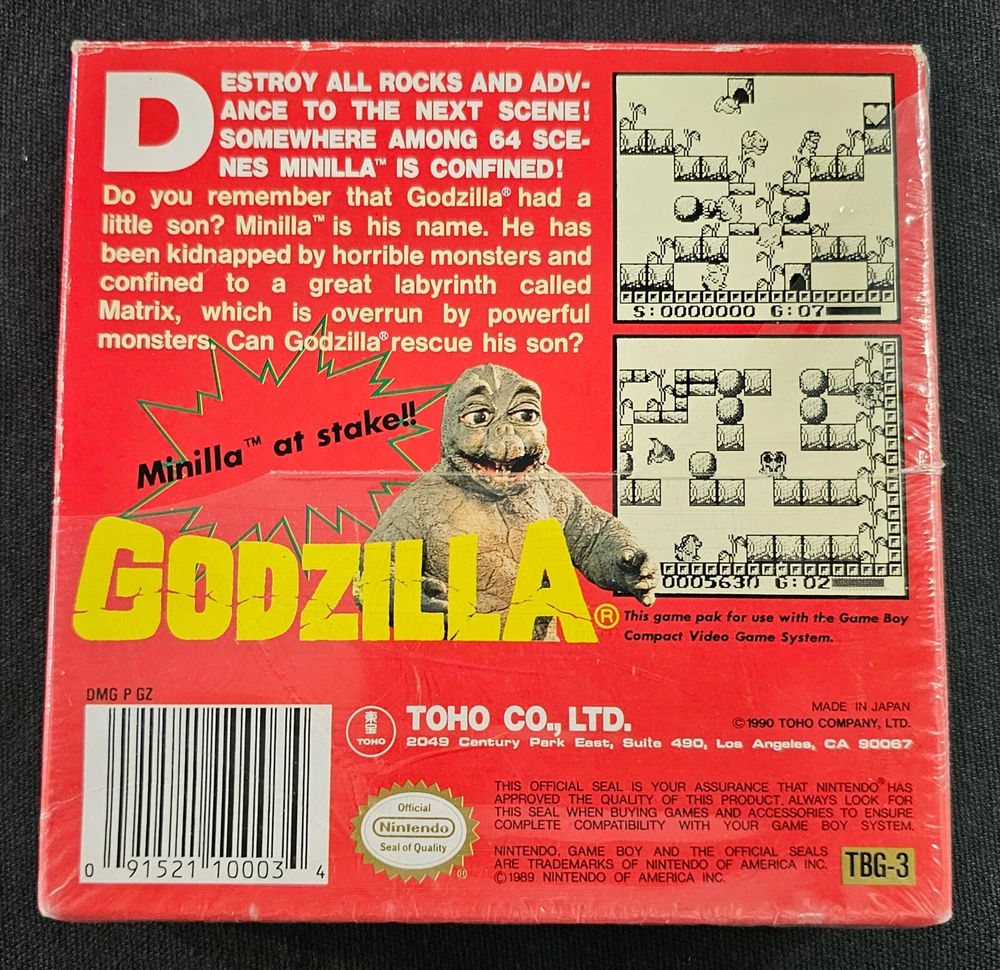 DESTROY ALL ROCKS AND ADV-
ANCE TO THE NEXT SCENE!
SOMEWHERE AMONG 64 SCE-
NES MINILLA™ IS CONFINED!
Do you remember that Godzilla® had a
little son? Minilla™ is his name. He has
been kidnapped by horrible monsters and
confined to a great labyrinth called
Matrix, which is overrun by powerful
monsters. Can Godzilla® rescue his son?
S:0000000 G:07
Minilla™ at stake!!
0005630 G:02
GODZILLA®
This game pak for use with the Game Boy
Compact Video Game System.
DMG P GZ
0 91521 10003 4
東宝
TOHO
TOHO CO., LTD.
2049 Century Park East, Suite 490, Los Angeles, CA 90067
MADE IN JAPAN
©1990 TOHO COMPANY, LTD.
Official
Nintendo
Seal of Quality
®
THIS OFFICIAL SEAL IS YOUR ASSURANCE THAT NINTENDO® HAS
APPROVED THE QUALITY OF THIS PRODUCT. ALWAYS LOOK FOR
THIS SEAL WHEN BUYING GAMES AND ACCESSORIES TO ENSURE
COMPLETE COMPATIBILITY WITH YOUR GAME BOY SYSTEM.
NINTENDO, GAME BOY AND THE OFFICIAL SEALS
ARE TRADEMARKS OF NINTENDO OF AMERICA INC.
©1989 NINTENDO OF AMERICA INC.
TBG-3